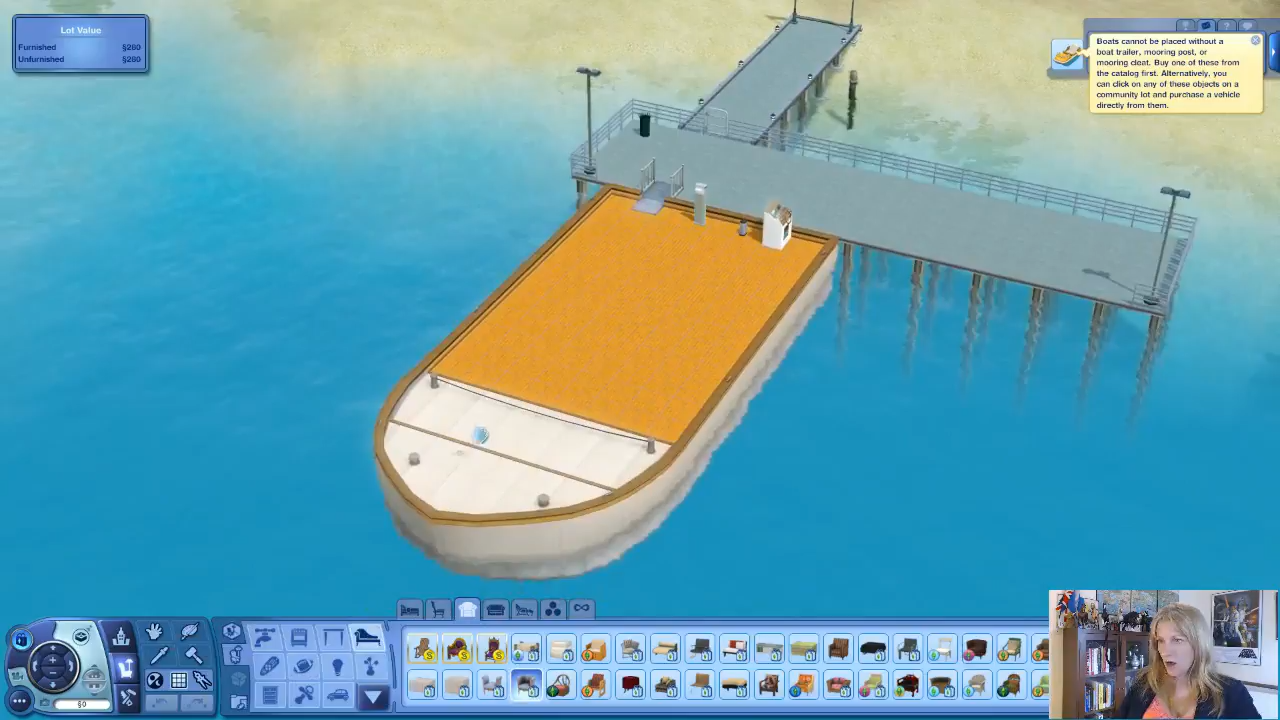 Lot Value
Furnished §280
Unfurnished §280
Boats cannot be placed without a
boat trailer, mooring post, or
mooring cleat. Buy one of these from
the catalog first. Alternatively, you
can click on any of these objects on a
community lot and purchase a vehicle
directly from them.
§0